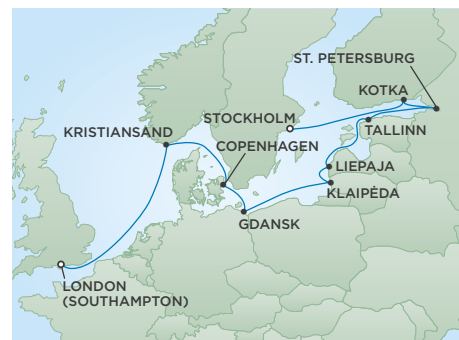 ST. PETERSBURG
KOTKA
STOCKHOLM
TALLINN
KRISTIANSAND
COPENHAGEN
LIEPAJA
KLAIPĖDA
GDANSK
LONDON
(SOUTHAMPTON)